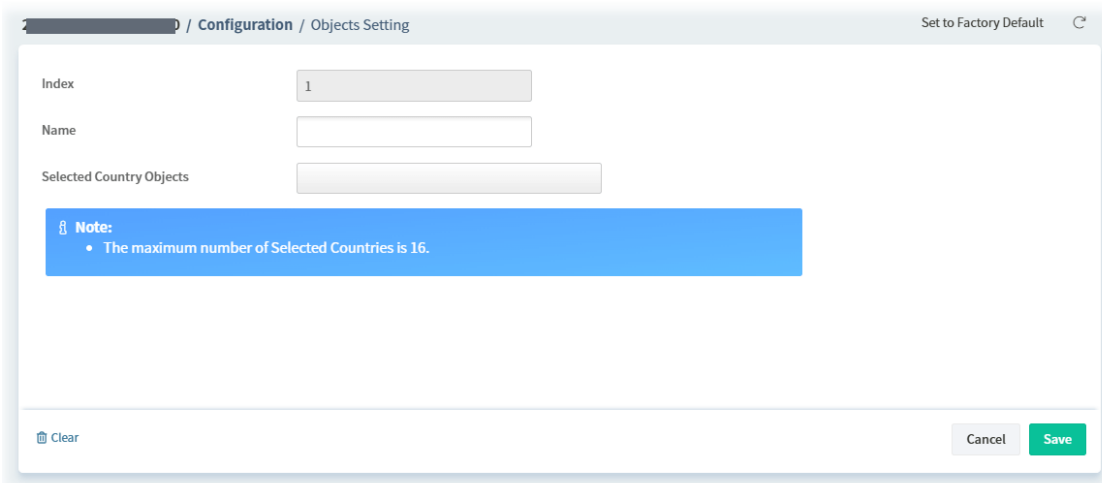 / Configuration / Objects Setting
Set to Factory Default
Index
1
Name
Selected Country Objects
Note:
• The maximum number of Selected Countries is 16.
Clear
Cancel
Save